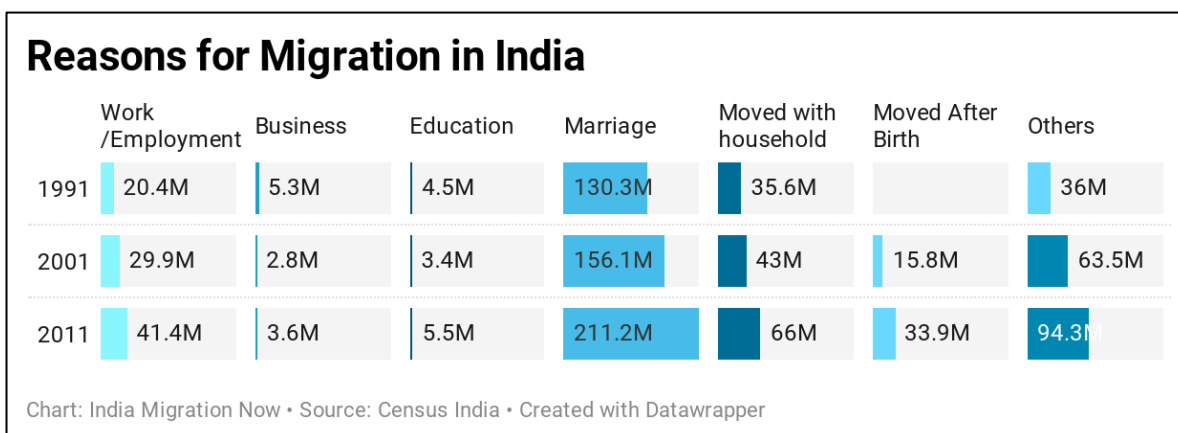 Reasons for Migration in India
Work
/Employment Business Education Marriage Moved with
household Moved After
Birth Others
1991 20.4M 5.3M 4.5M 130.3M 35.6M 36M
2001 29.9M 2.8M 3.4M 156.1M 43M 15.8M 63.5M
2011 41.4M 3.6M 5.5M 211.2M 66M 33.9M 94.3M
Chart: India Migration Now • Source: Census India • Created with Datawrapper